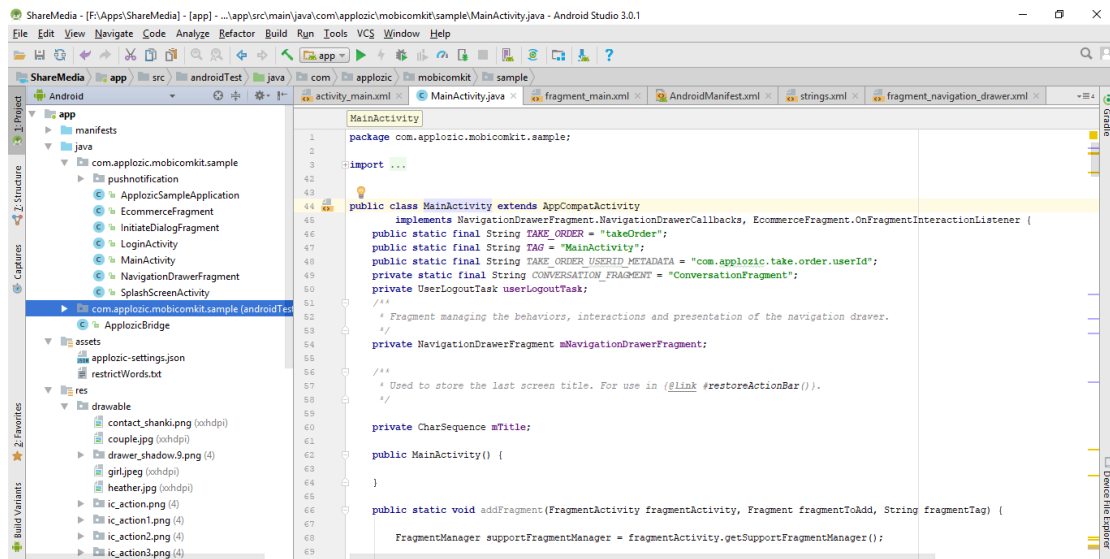 ShareMedia - [F:\Apps\ShareMedia] - [app] - ...\app\src\main\java\com\applozic\mobicomkit\sample\MainActivity.java - Android Studio 3.0.1
File Edit View Navigate Code Analyze Refactor Build Run Tools VCS Window Help
app
ShareMedia app src androidTest java com applozic mobicomkit sample
Android
activity_main.xml MainActivity.java fragment_main.xml AndroidManifest.xml strings.xml fragment_navigation_drawer.xml
1: Project
7: Structure
Captures
2: Favorites
Build Variants
app
manifests
java
com.applozic.mobicomkit.sample
pushnotification
ApplozicSampleApplication
EcommerceFragment
InitiateDialogFragment
LoginActivity
MainActivity
NavigationDrawerFragment
SplashScreenActivity
com.applozic.mobicomkit.sample (androidTest
ApplozicBridge
assets
applozic-settings.json
restrictWords.txt
res
drawable
contact_shanki.png (xxhdpi)
couple.jpg (xxhdpi)
drawer_shadow.9.png (4)
girl.jpeg (xxhdpi)
heather.jpg (xxhdpi)
ic_action.png (4)
ic_action1.png (4)
ic_action2.png (4)
ic_action3.png (4)
MainActivity
1 package com.applozic.mobicomkit.sample;
2
3 import ...
42
43
44 public class MainActivity extends AppCompatActivity
45 implements NavigationDrawerFragment.NavigationDrawerCallbacks, EcommerceFragment.OnFragmentInteractionListener {
46 public static final String TAKE_ORDER = "takeOrder";
47 public static final String TAG = "MainActivity";
48 public static final String TAKE_ORDER_USERID_METADATA = "com.applozic.take.order.userId";
49 private static final String CONVERSATION_FRAGMENT = "ConversationFragment";
50 private UserLogoutTask userLogoutTask;
51 /**
52 * Fragment managing the behaviors, interactions and presentation of the navigation drawer.
53 */
54 private NavigationDrawerFragment mNavigationDrawerFragment;
55
56 /**
57 * Used to store the last screen title. For use in {@link #restoreActionBar()}.
58 */
59
60 private CharSequence mTitle;
61
62 public MainActivity() {
63
64 }
65
66 public static void addFragment(FragmentActivity fragmentActivity, Fragment fragmentToAdd, String fragmentTag) {
67
68 FragmentManager supportFragmentManager = fragmentActivity.getSupportFragmentManager();
69
Gradle
Device File Explorer